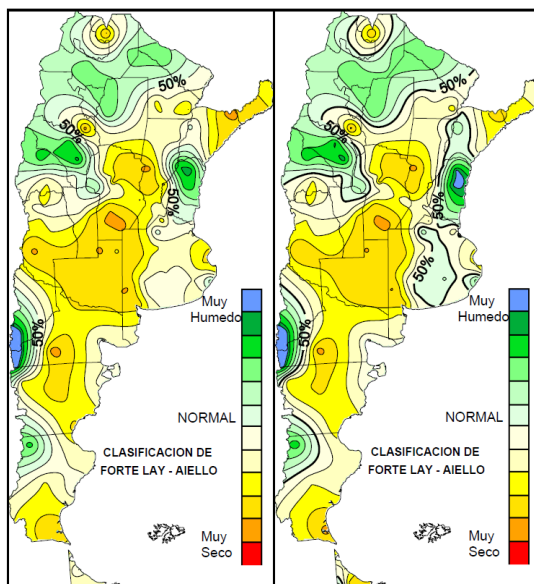 50%
50%
50%
50%
Muy
Humedo
NORMAL
CLASIFICACION DE
FORTE LAY - AIELLO
Muy
Seco
50%
50%
50%
50%
50%
Muy
Humedo
NORMAL
CLASIFICACION DE
FORTE LAY - AIELLO
Muy
Seco